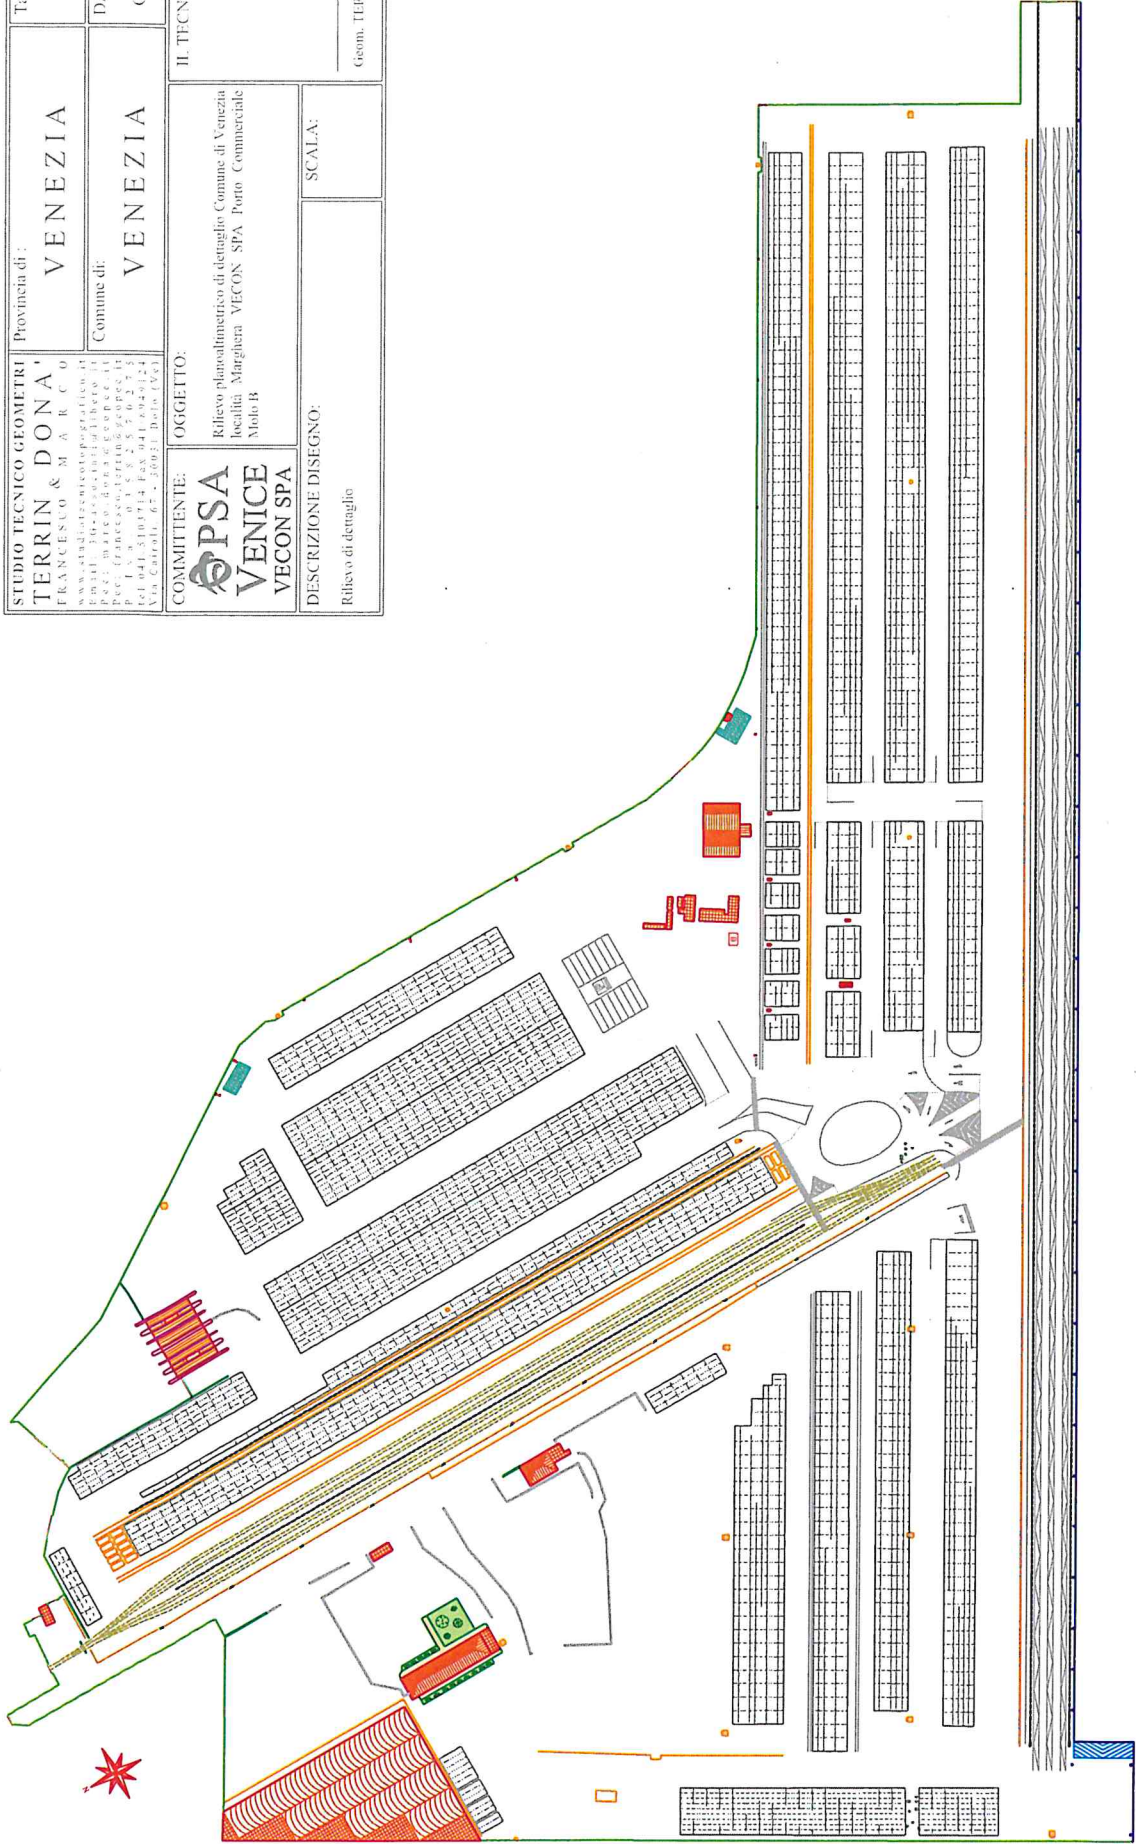 STUDIO TECNICO GEOMETRI
TERRIN & DONA'
FRANCESCO & MARCO
Provincia di :
VENEZIA
Comune di:
VENEZIA
COMMITTENTE:
PSA
VENICE
VECON SPA
OGGETTO:
Rilievo planoaltimetrico di dettaglio Comune di Venezia
località Marghera VECON SPA Porto Commerciale
Molo B
IL TECN
Geom. TER
DESCRIZIONE DISEGNO:
Rilievo di dettaglio
SCALA:
N